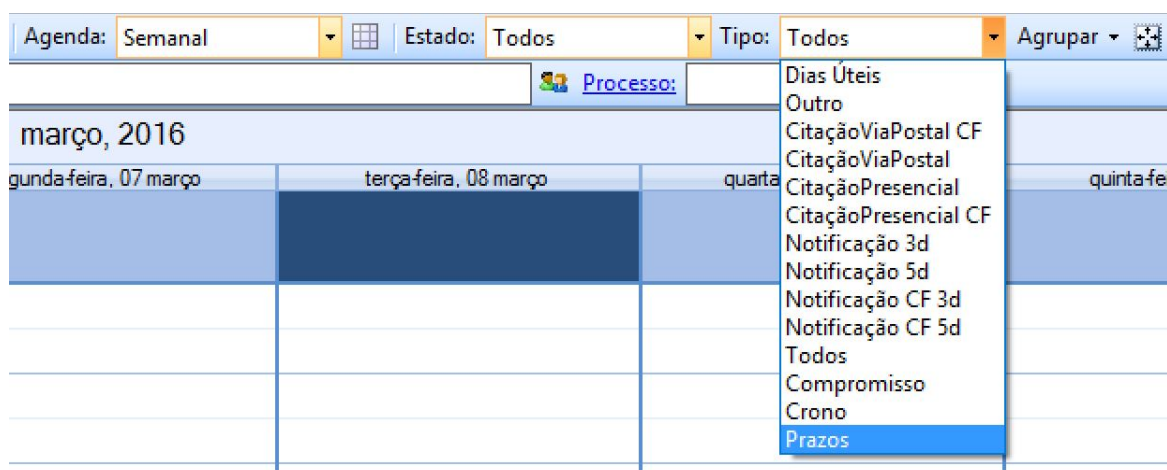 Agenda: Semanal Estado: Todos Tipo: Todos Agrupar
Processo:
março, 2016
gunda-feira, 07 março terça-feira, 08 março quarta quinta-fe
Dias Úteis
Outro
CitaçãoViaPostal CF
CitaçãoViaPostal
CitaçãoPresencial
CitaçãoPresencial CF
Notificação 3d
Notificação 5d
Notificação CF 3d
Notificação CF 5d
Todos
Compromisso
Crono
Prazos